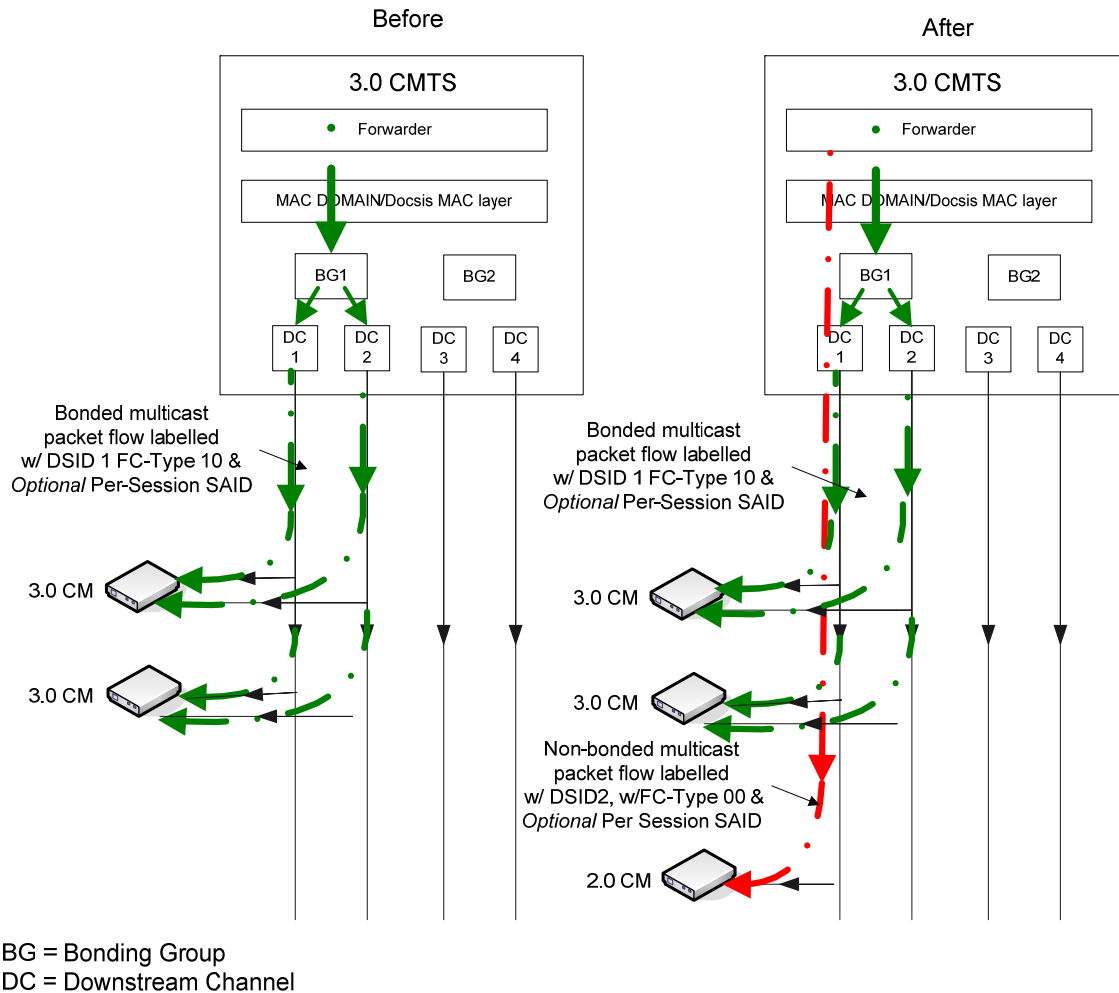 Before
3.0 CMTS
Forwarder
MAC DOMAIN/Docsis MAC layer
BG1
BG2
DC
1
DC
2
DC
3
DC
4
Bonded multicast
packet flow labelled
w/ DSID 1 FC-Type 10 &
Optional Per-Session SAID
3.0 CM
3.0 CM
After
3.0 CMTS
Forwarder
MAC DOMAIN/Docsis MAC layer
BG1
BG2
DC
1
DC
2
DC
3
DC
4
Bonded multicast
packet flow labelled
w/ DSID 1 FC-Type 10 &
Optional Per-Session SAID
3.0 CM
3.0 CM
Non-bonded multicast
packet flow labelled
w/ DSID2, w/FC-Type 00 &
Optional Per Session SAID
2.0 CM
BG = Bonding Group
DC = Downstream Channel